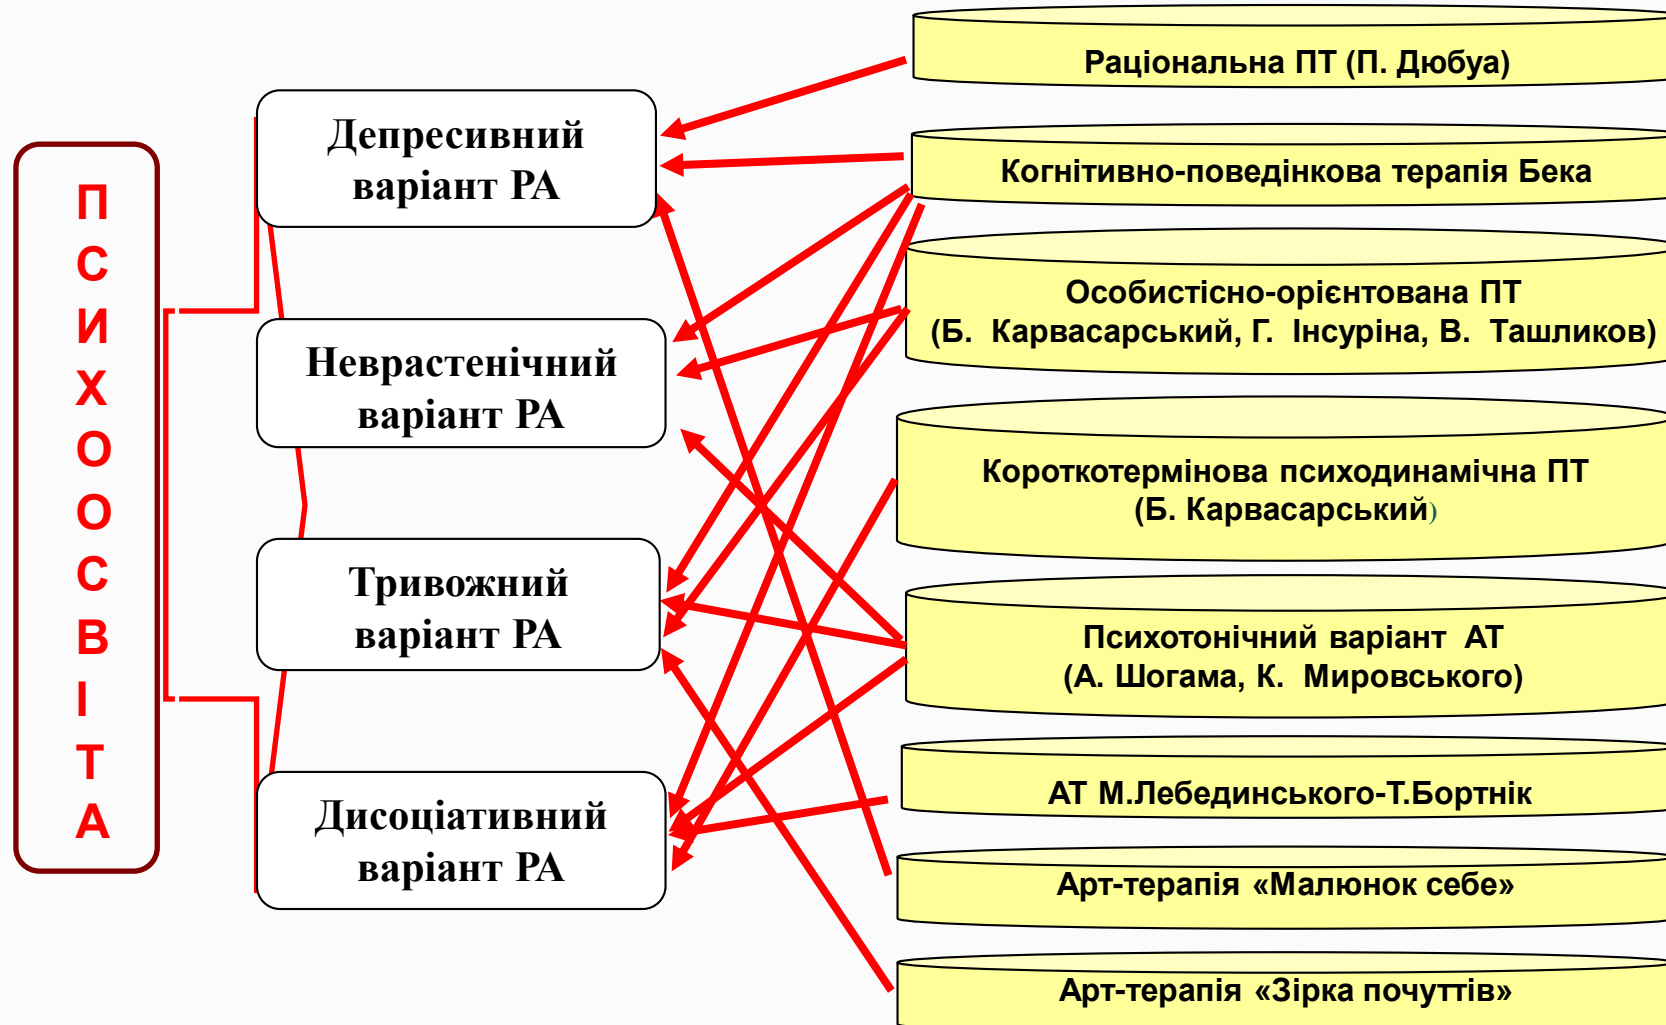 ПСИХООСВІТА
Депресивний
варіант РА
Неврастенічний
варіант РА
Тривожний
варіант РА
Дисоціативний
варіант РА
Раціональна ПТ (П. Дюбуа)
Когнітивно-поведінкова терапія Бека
Особистісно-орієнтована ПТ
(Б. Карвасарський, Г. Інсуріна, В. Ташликов)
Короткотермінова психодинамічна ПТ
(Б. Карвасарський)
Психотонічний варіант АТ
(А. Шогама, К. Мировського)
АТ М.Лебединського-Т.Бортнік
Арт-терапія «Малюнок себе»
Арт-терапія «Зірка почуттів»